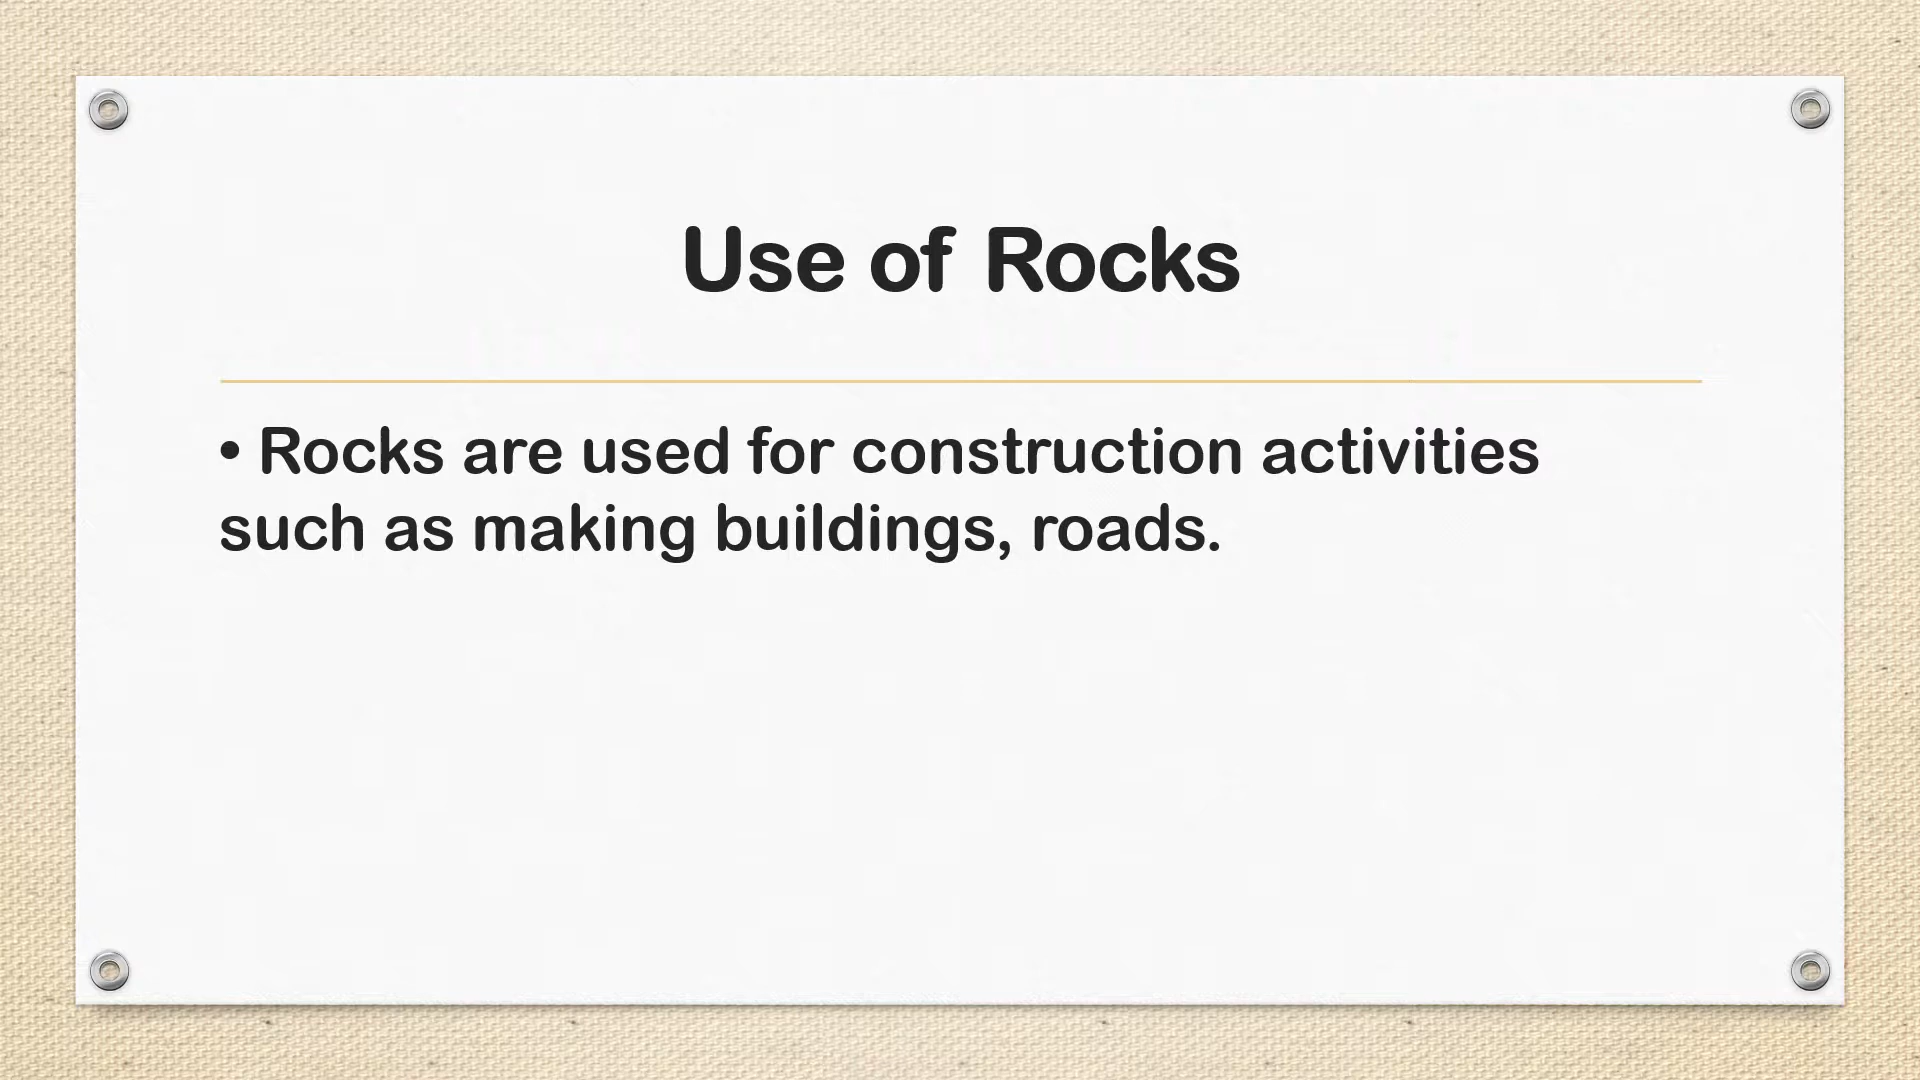 Use of Rocks
• Rocks are used for construction activities
such as making buildings, roads.